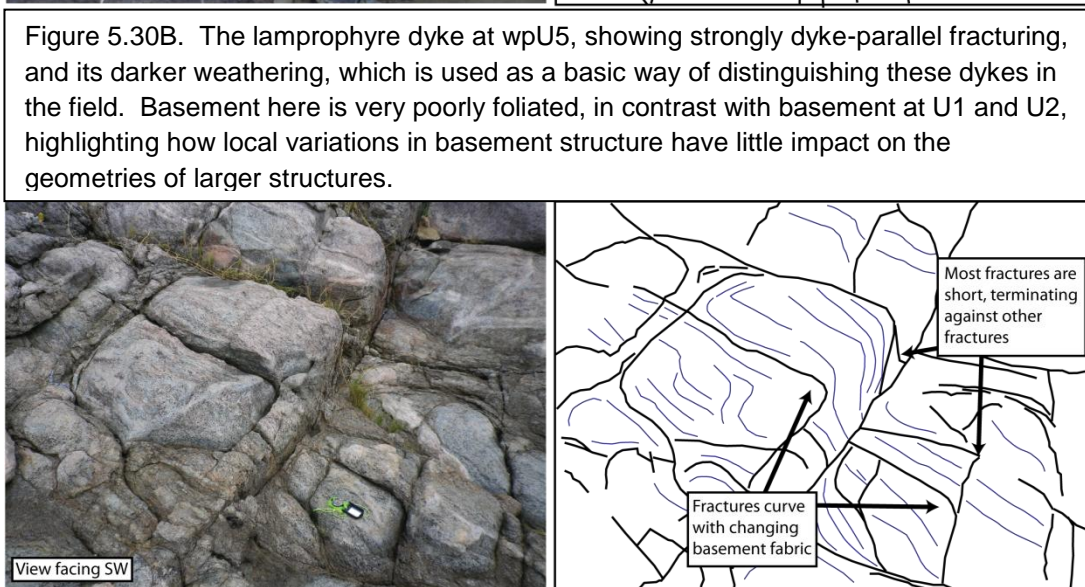 Figure 5.30B. The lamprophyre dyke at wpU5, showing strongly dyke-parallel fracturing,
and its darker weathering, which is used as a basic way of distinguishing these dykes in
the field. Basement here is very poorly foliated, in contrast with basement at U1 and U2,
highlighting how local variations in basement structure have little impact on the
geometries of larger structures.
Most fractures are
short, terminating
against other
fractures
Fractures curve
with changing
basement fabric
View facing SW